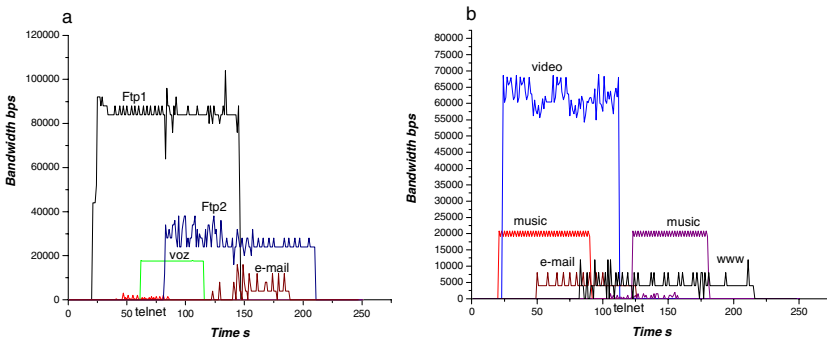 a
120000
100000
80000
60000
40000
20000
0
Bandwidth bps
Ftp1
Ftp2
voz
e-mail
telnet
0 50 100 150 200 250
Time s
b
80000
75000
70000
65000
60000
55000
50000
45000
40000
35000
30000
25000
20000
15000
10000
5000
0
Bandwidth bps
video
music
music
e-mail
www
telnet
0 50 100 150 200 250
Time s